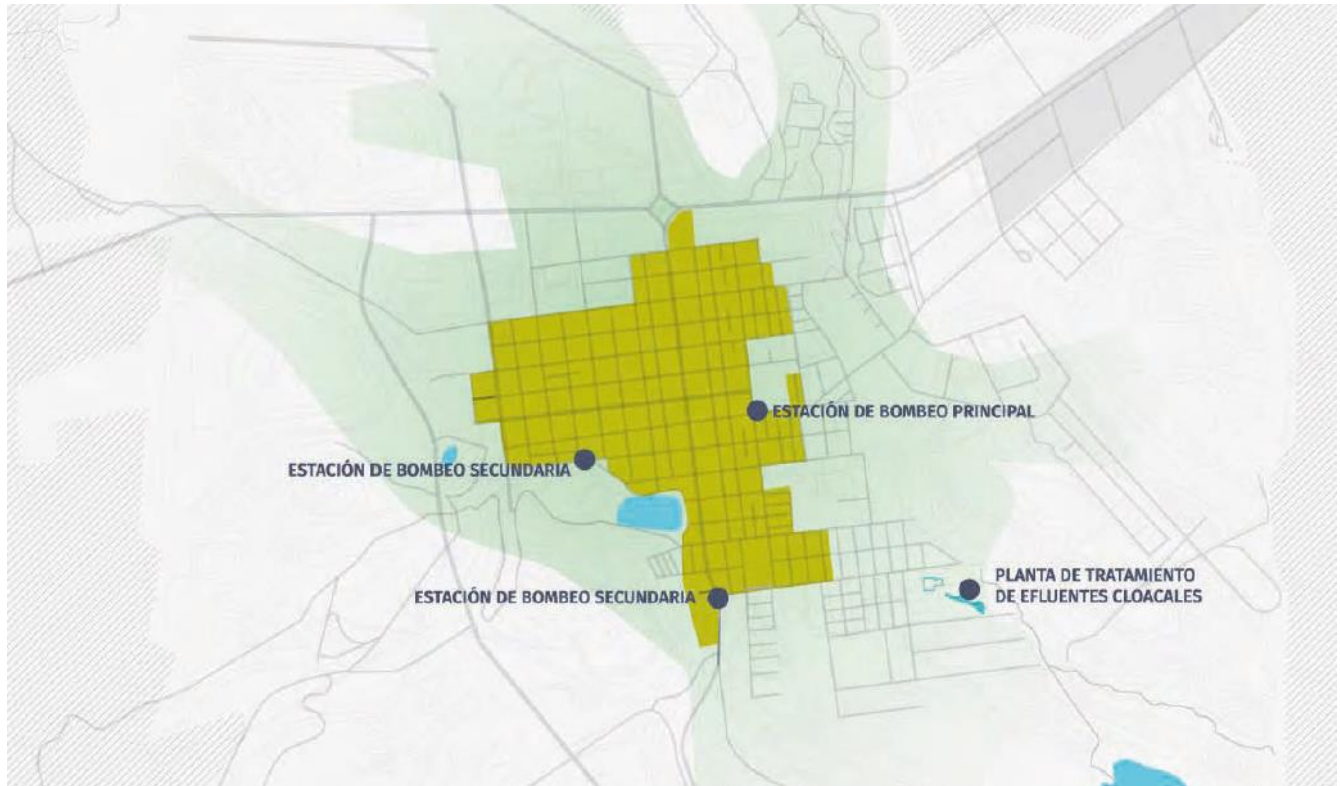 ESTACIÓN DE BOMBEO PRINCIPAL
ESTACIÓN DE BOMBEO SECUNDARIA
PLANTA DE TRATAMIENTO
DE EFLUENTES CLOACALES
ESTACIÓN DE BOMBEO SECUNDARIA